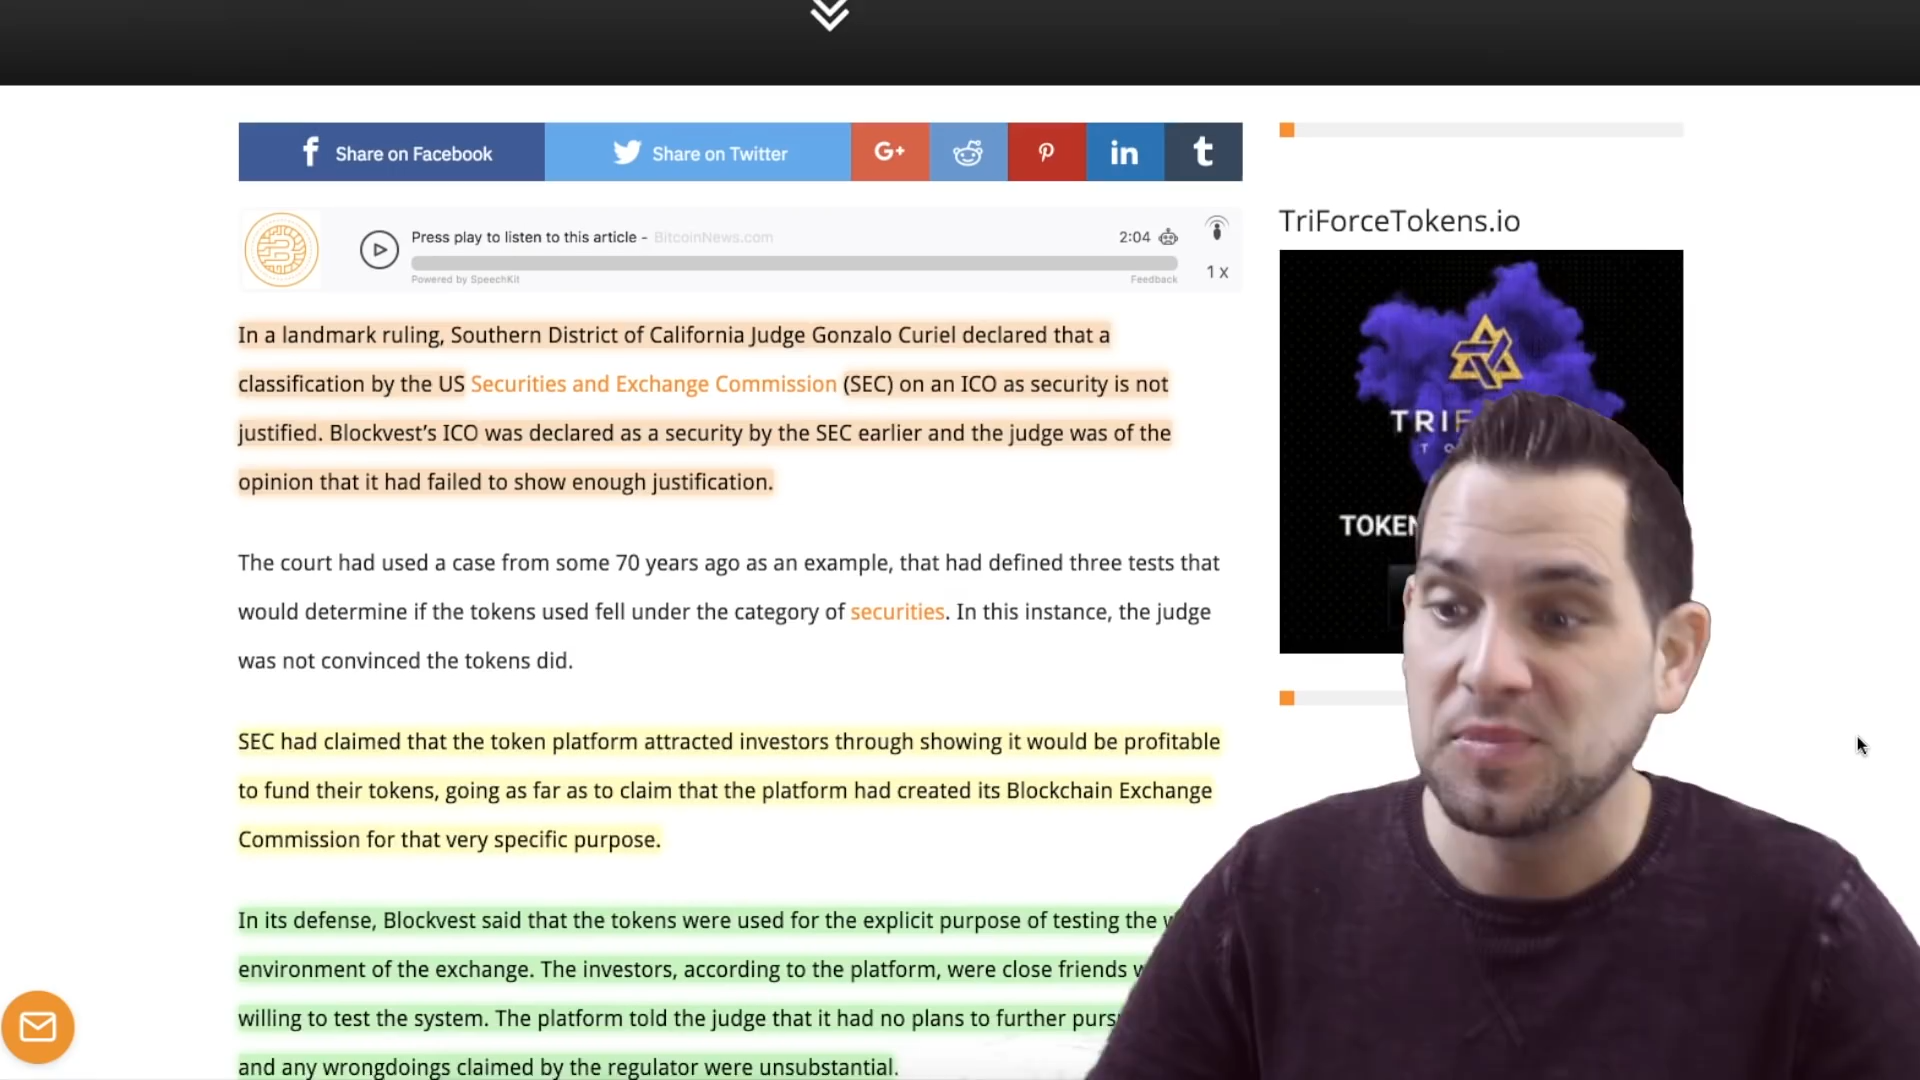 Share on Facebook
Share on Twitter
G+
in
t
Press play to listen to this article - BitcoinNews.com
2:04
Powered by SpeechKit
Feedback
1 x
In a landmark ruling, Southern District of California Judge Gonzalo Curiel declared that a
classification by the US Securities and Exchange Commission (SEC) on an ICO as security is not
justified. Blockvest’s ICO was declared as a security by the SEC earlier and the judge was of the
opinion that it had failed to show enough justification.
The court had used a case from some 70 years ago as an example, that had defined three tests that
would determine if the tokens used fell under the category of securities. In this instance, the judge
was not convinced the tokens did.
SEC had claimed that the token platform attracted investors through showing it would be profitable
to fund their tokens, going as far as to claim that the platform had created its Blockchain Exchange
Commission for that very specific purpose.
In its defense, Blockvest said that the tokens were used for the explicit purpose of testing the
environment of the exchange. The investors, according to the platform, were close friends
willing to test the system. The platform told the judge that it had no plans to further
and any wrongdoings claimed by the regulator were unsubstantial.
TriForceTokens.io